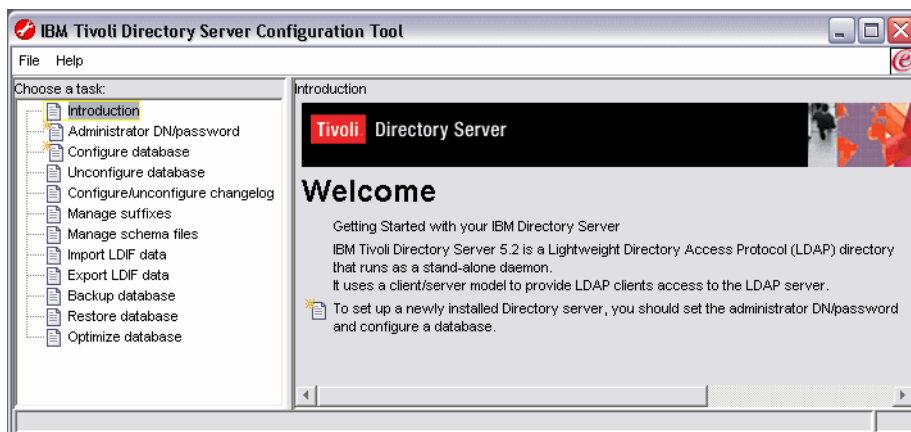 IBM Tivoli Directory Server Configuration Tool
File Help
Choose a task:
Introduction
Administrator DN/password
Configure database
Unconfigure database
Configure/unconfigure changelog
Manage suffixes
Manage schema files
Import LDIF data
Export LDIF data
Backup database
Restore database
Optimize database
Introduction
Tivoli. Directory Server
Welcome
Getting Started with your IBM Directory Server
IBM Tivoli Directory Server 5.2 is a Lightweight Directory Access Protocol (LDAP) directory
that runs as a stand-alone daemon.
It uses a client/server model to provide LDAP clients access to the LDAP server.
To set up a newly installed Directory server, you should set the administrator DN/password
and configure a database.